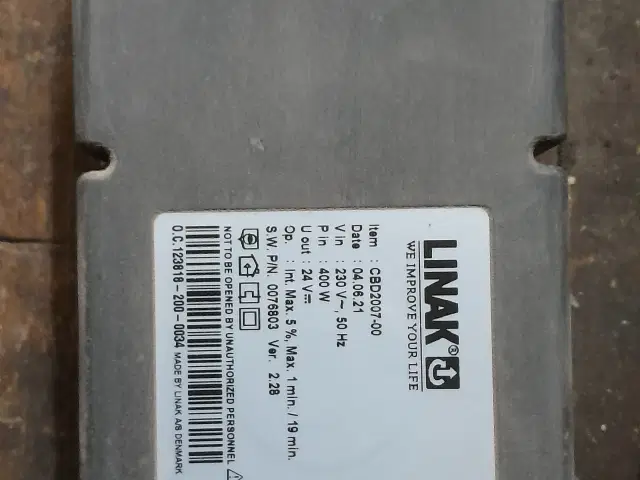 LINAK®
WE IMPROVE YOUR LIFE
Item : CBD2007-00
Date : 04.06.21
V in : 230 V~, 50 Hz
P in : 400 W
U out : 24 V⎓
Op. : Int. Max. 5 %, Max. 1 min. / 19 min.
S.W. P/N. 0076803 Ver. 2.28
NOT TO BE OPENED BY UNAUTHORIZED PERSONNEL
O.C. 123818-200-0034 MADE BY LINAK A/S DENMARK